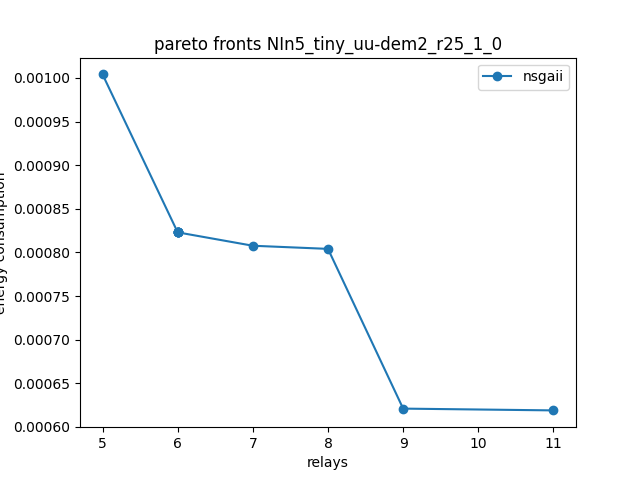 pareto fronts NIn5_tiny_uu-dem2_r25_1_0
nsgaii
0.00100
0.00095
0.00090
0.00085
0.00080
0.00075
0.00070
0.00065
0.00060
energy consumption
5 6 7 8 9 10 11
relays